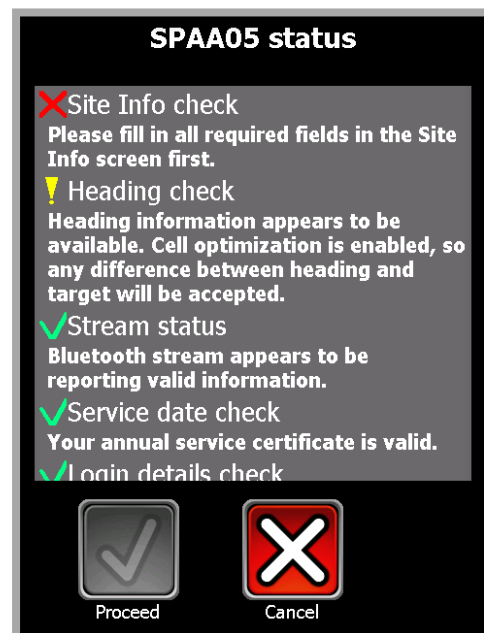 SPAA05 status
Site Info check
Please fill in all required fields in the Site
Info screen first.
Heading check
Heading information appears to be
available. Cell optimization is enabled, so
any difference between heading and
target will be accepted.
Stream status
Bluetooth stream appears to be
reporting valid information.
Service date check
Your annual service certificate is valid.
Login details check
Proceed
Cancel